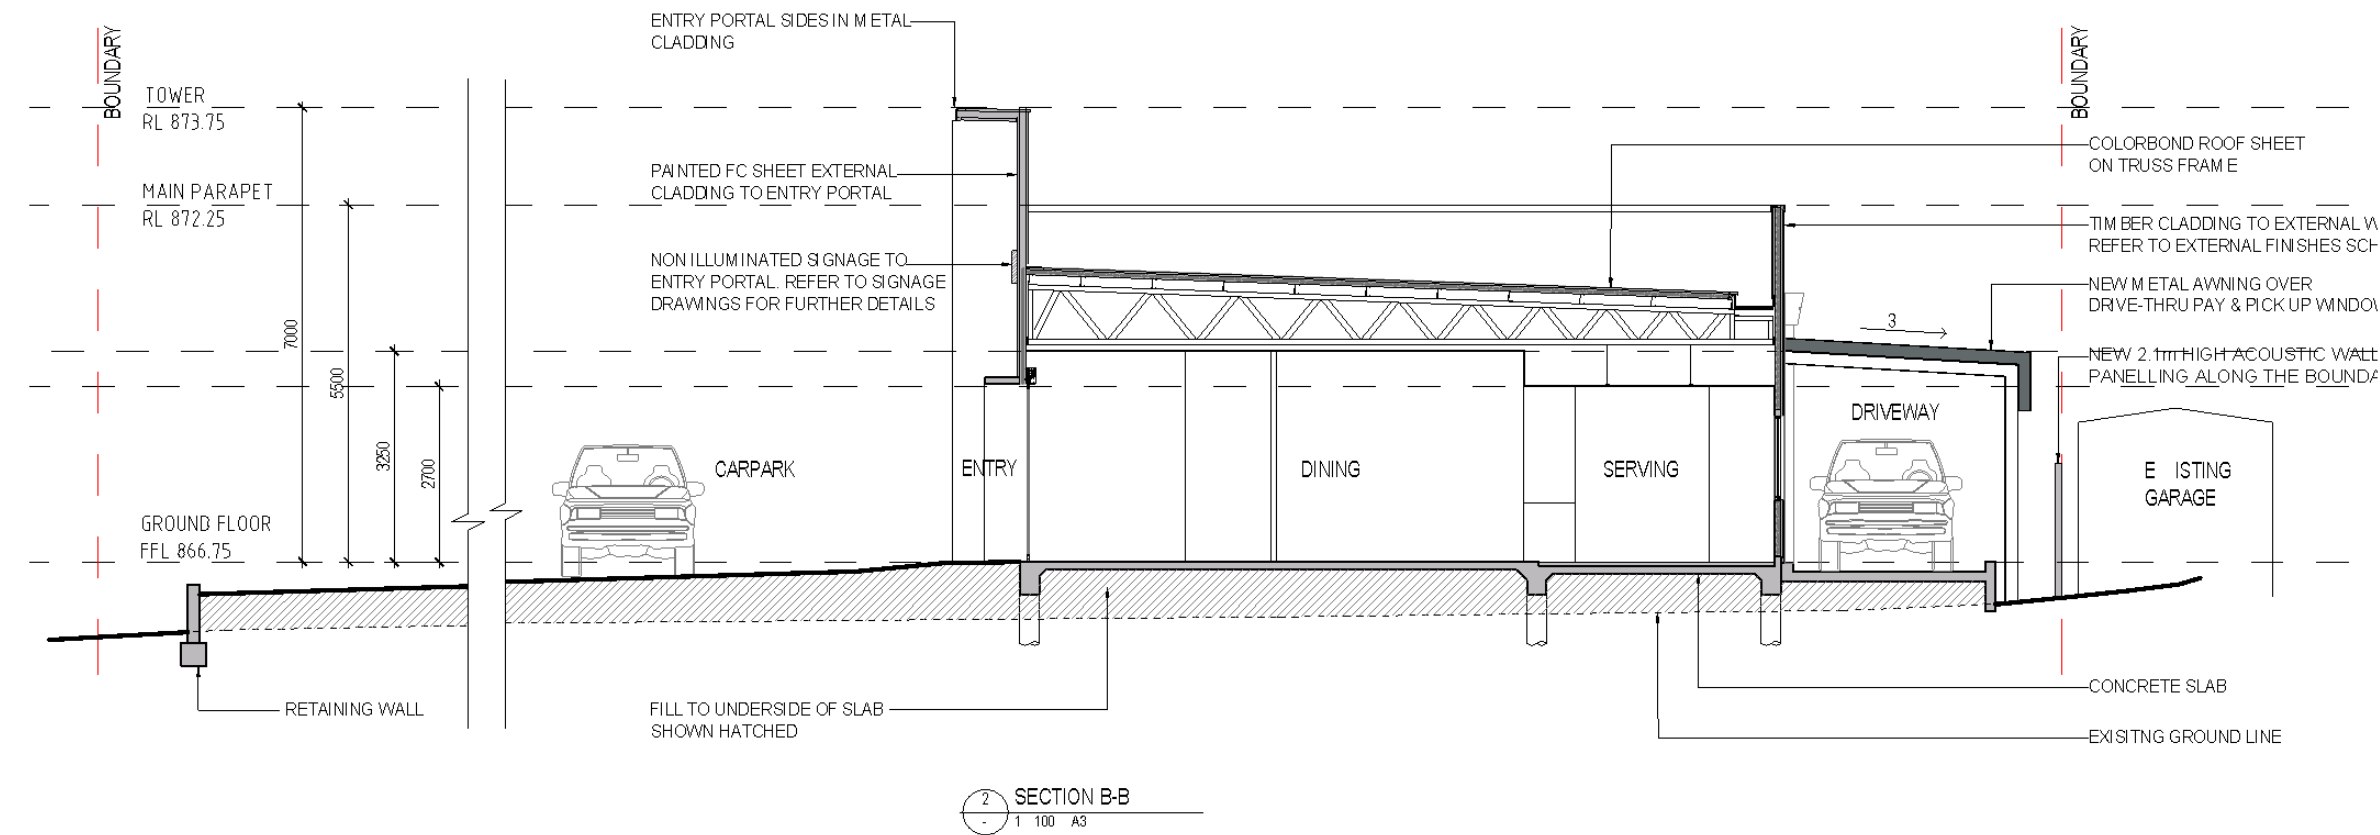 BOUNDARY
TOWER
RL 873.75
MAIN PARAPET
RL 872.25
GROUND FLOOR
FFL 866.75
7000
5500
3250
2700
ENTRY PORTAL SIDES IN METAL
CLADDING
PAINTED FC SHEET EXTERNAL
CLADDING TO ENTRY PORTAL
NON ILLUMINATED SIGNAGE TO
ENTRY PORTAL. REFER TO SIGNAGE
DRAWINGS FOR FURTHER DETAILS
CARPARK
ENTRY
DINING
SERVING
DRIVEWAY
3
E ISTING
GARAGE
BOUNDARY
COLORBOND ROOF SHEET
ON TRUSS FRAME
TIMBER CLADDING TO EXTERNAL
REFER TO EXTERNAL FINISHES SCH
NEW METAL AWNING OVER
DRIVE-THRU PAY & PICK UP WINDOW
NEW 2.1m HIGH ACOUSTIC WALL
PANELLING ALONG THE BOUNDA
RETAINING WALL
FILL TO UNDERSIDE OF SLAB
SHOWN HATCHED
CONCRETE SLAB
EXISITNG GROUND LINE
2
-
SECTION B-B
1 100 A3